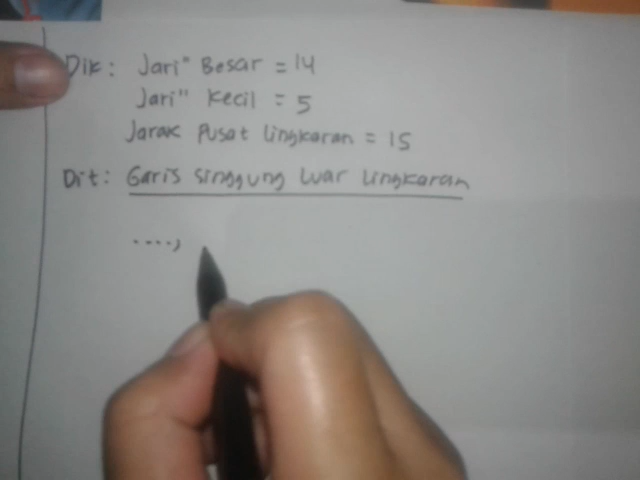 Dik: Jari" Besar = 14
Jari" Kecil = 5
Jarak Pusat lingkaran = 15
Dit: Garis singgung luar lingkaran
....,